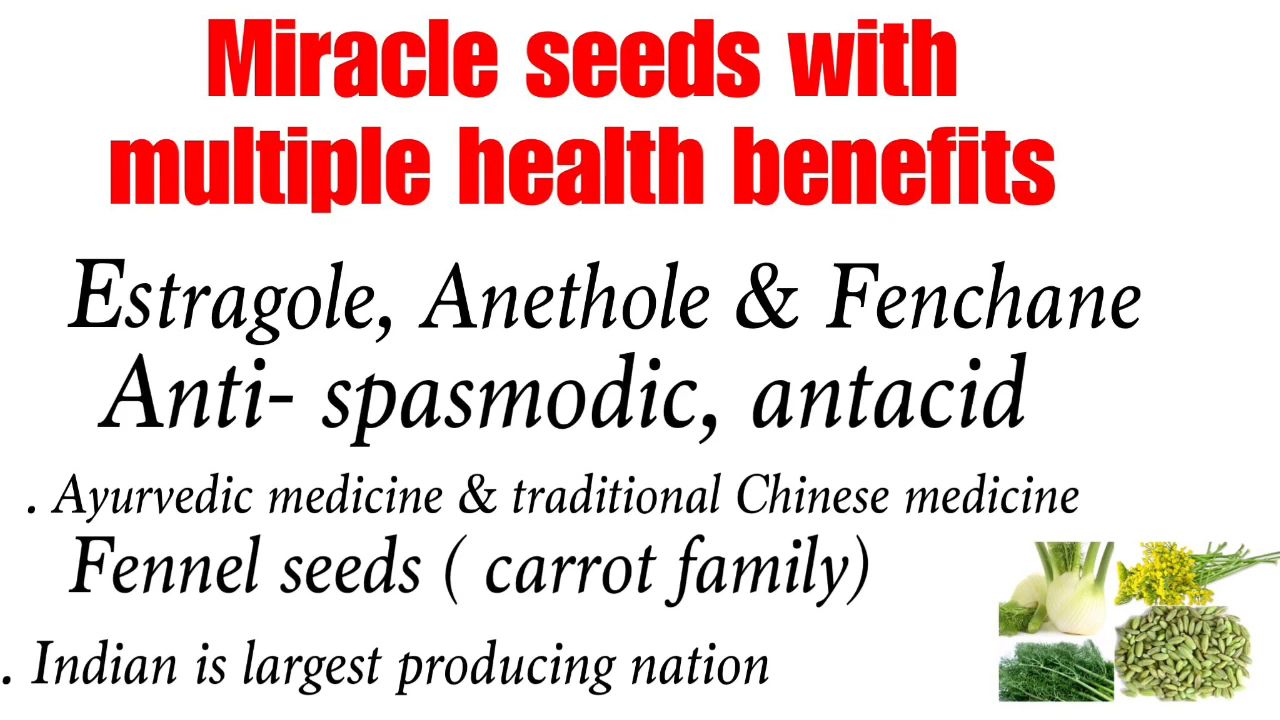 Miracle seeds with
multiple health benefits
Estragole, Anethole & Fenchane
Anti- spasmodic, antacid
. Ayurvedic medicine & traditional Chinese medicine
Fennel seeds ( carrot family)
. Indian is largest producing nation